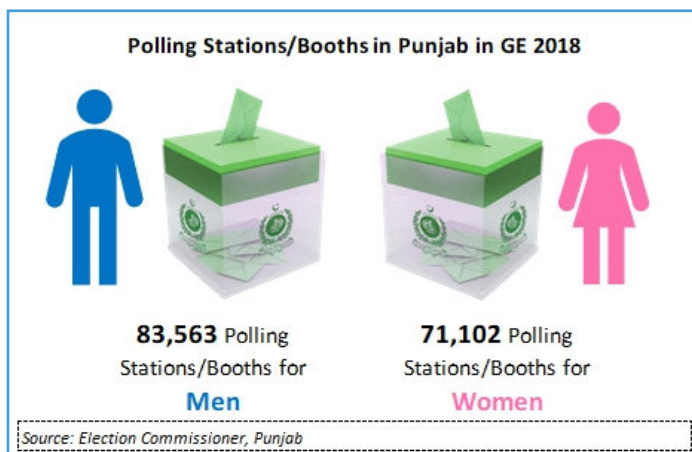 Polling Stations/Booths in Punjab in GE 2018
83,563 Polling
Stations/Booths for
Men
71,102 Polling
Stations/Booths for
Women
Source: Election Commissioner, Punjab